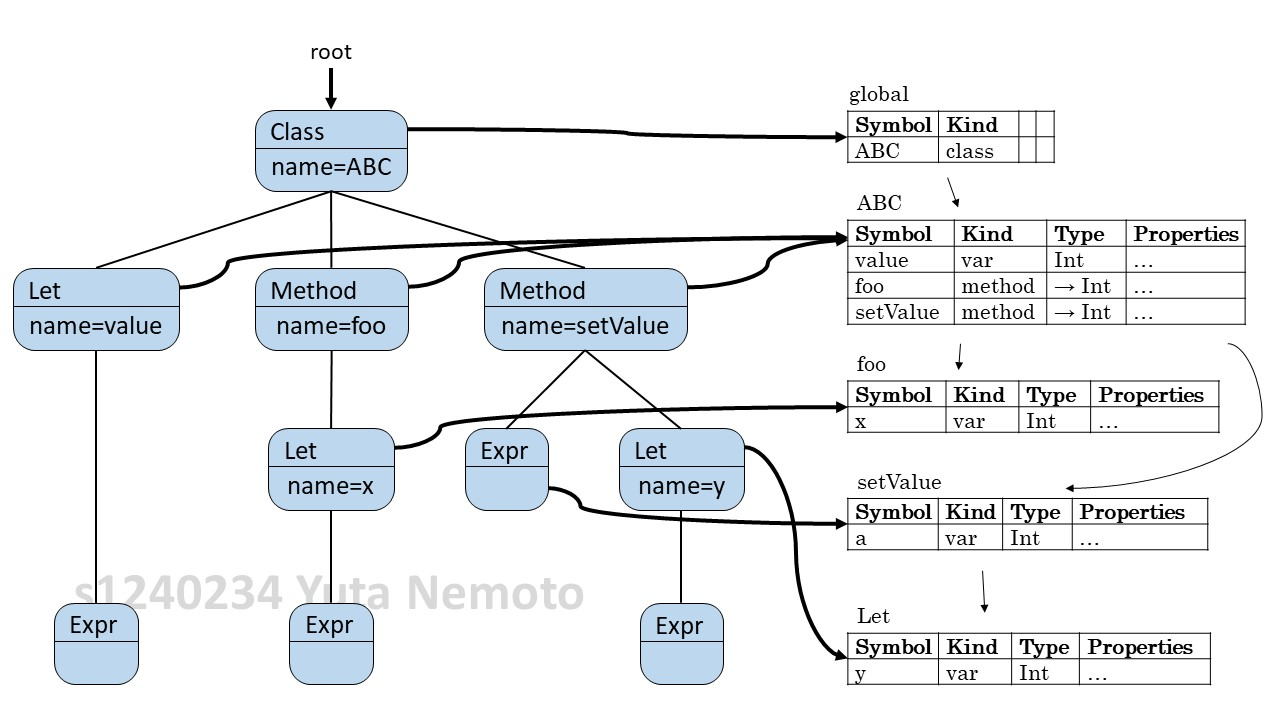 root
Class
name=ABC
Let
name=value
Method
name=foo
Method
name=setValue
Let
name=x
Expr
Let
name=y
s1240234 Yuta Nemoto
Expr
Expr
Expr
global
Symbol Kind
ABC class
ABC
Symbol Kind Type Properties
value var Int …
foo method → Int …
setValue method → Int …
foo
Symbol Kind Type Properties
x var Int …
setValue
Symbol Kind Type Properties
a var Int …
Let
Symbol Kind Type Properties
y var Int …